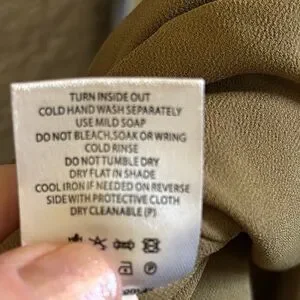 TURN INSIDE OUT
COLD HAND WASH SEPARATELY
USE MILD SOAP
DO NOT BLEACH,SOAK OR WRING
COLD RINSE
DO NOT TUMBLE DRY
DRY FLAT IN SHADE
COOL IRON IF NEEDED ON REVERSE
SIDE WITH PROTECTIVE CLOTH
DRY CLEANABLE (P)